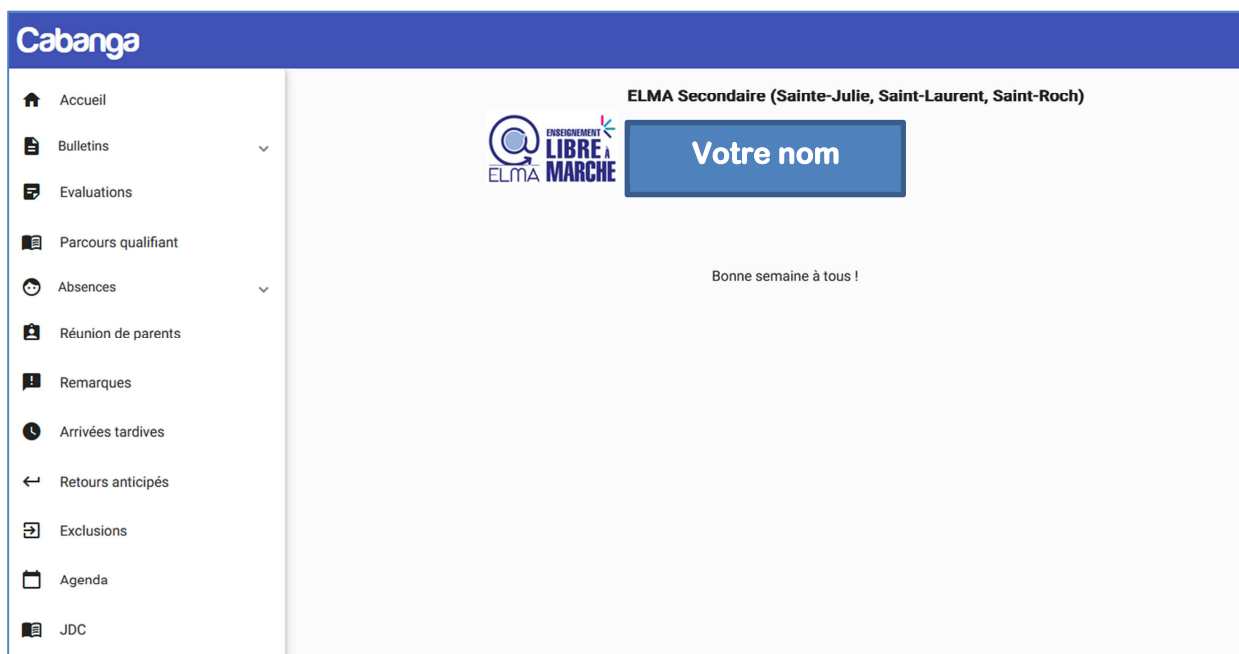 Cabanga
Accueil
Bulletins
Evaluations
Parcours qualifiant
Absences
Réunion de parents
Remarques
Arrivées tardives
Retours anticipés
Exclusions
Agenda
JDC
ELMA Secondaire (Sainte-Julie, Saint-Laurent, Saint-Roch)
ENSEIGNEMENT
LIBRE À
ELMA MARCHE
Votre nom
Bonne semaine à tous !